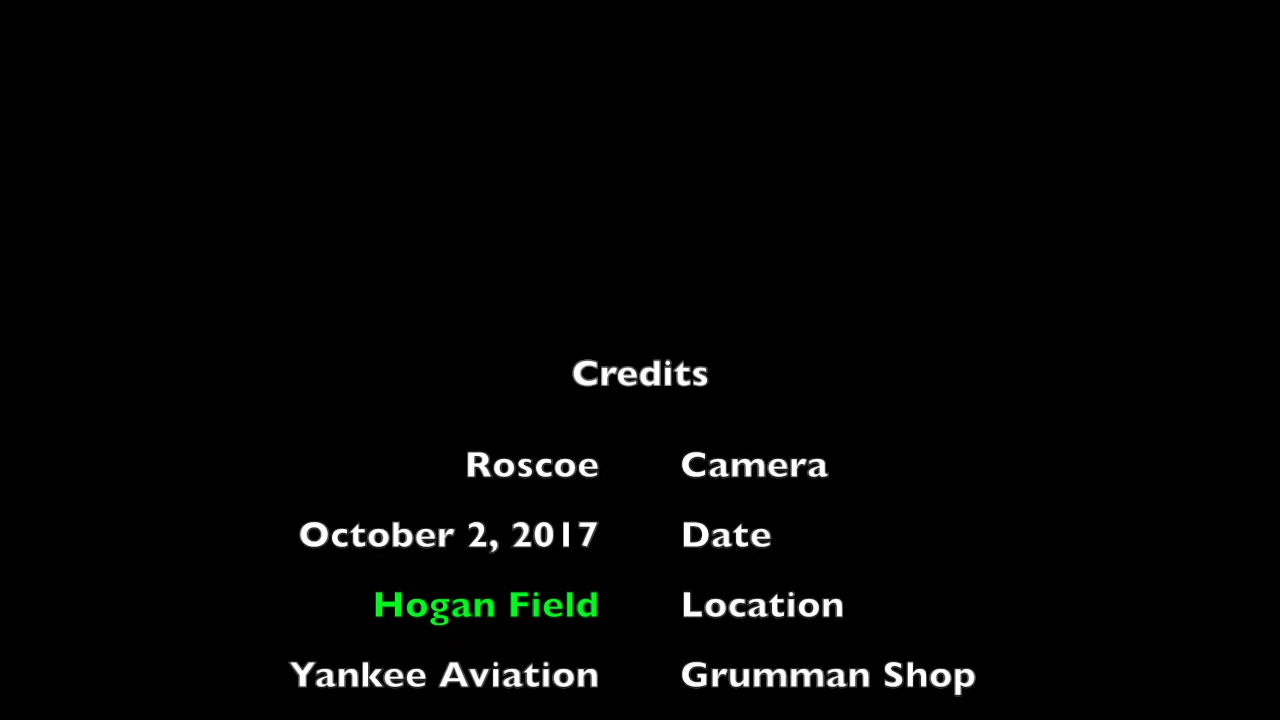 Credits
Roscoe Camera
October 2, 2017 Date
Hogan Field Location
Yankee Aviation Grumman Shop